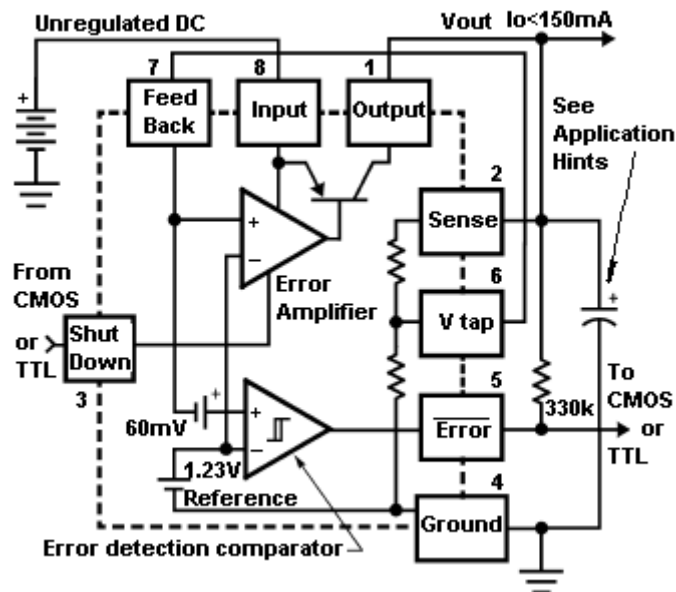 Unregulated DC
Vout Io<150mA
7
8
1
Feed
Back
Input
Output
See
Application
Hints
2
Sense
+
+
−
Error
Amplifier
6
V tap
From
CMOS
or
TTL
Shut
Down
3
+
5
Error
330k
To
CMOS
or
TTL
60mV
+
+
−
1.23V
Reference
4
Ground
Error detection comparator